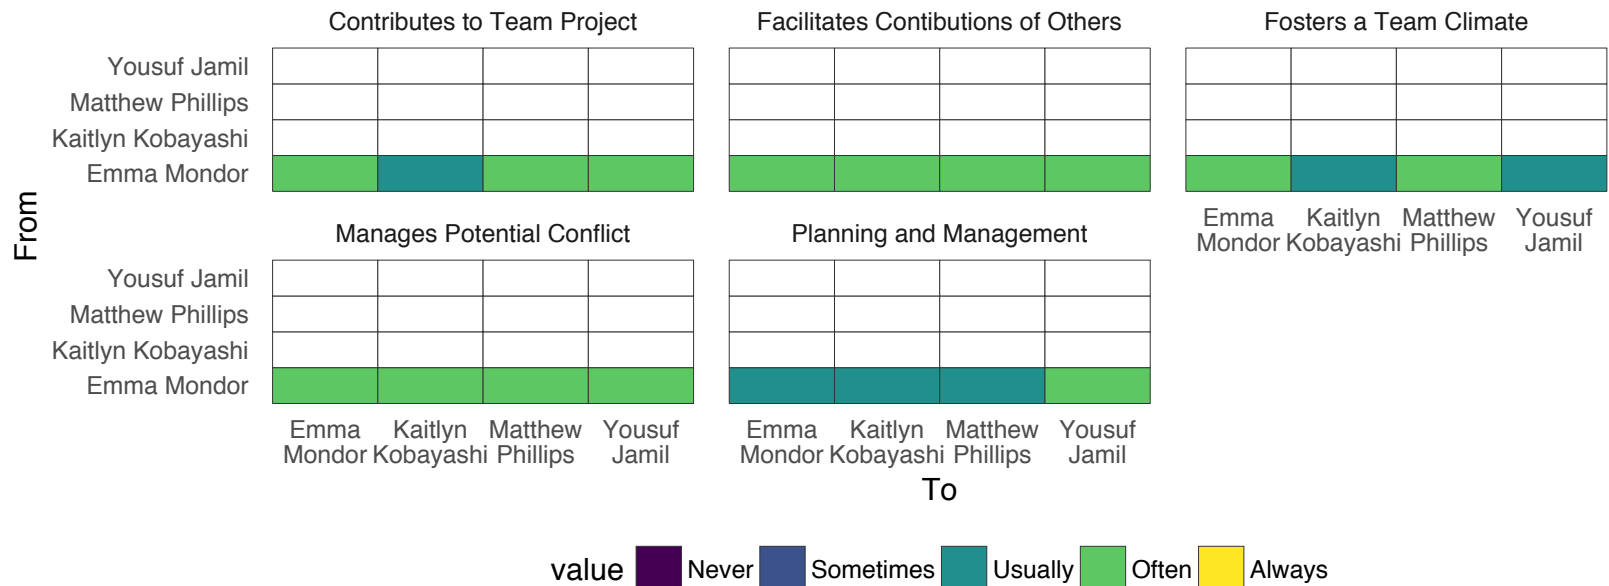 Contributes to Team Project
Facilitates Contibutions of Others
Fosters a Team Climate
Yousuf Jamil
Matthew Phillips
Kaitlyn Kobayashi
Emma Mondor
From
Emma
Mondor
Kaitlyn
Kobayashi
Matthew
Phillips
Yousuf
Jamil
Manages Potential Conflict
Planning and Management
Yousuf Jamil
Matthew Phillips
Kaitlyn Kobayashi
Emma Mondor
Emma
Mondor
Kaitlyn
Kobayashi
Matthew
Phillips
Yousuf
Jamil
Emma
Mondor
Kaitlyn
Kobayashi
Matthew
Phillips
Yousuf
Jamil
To
value Never Sometimes Usually Often Always